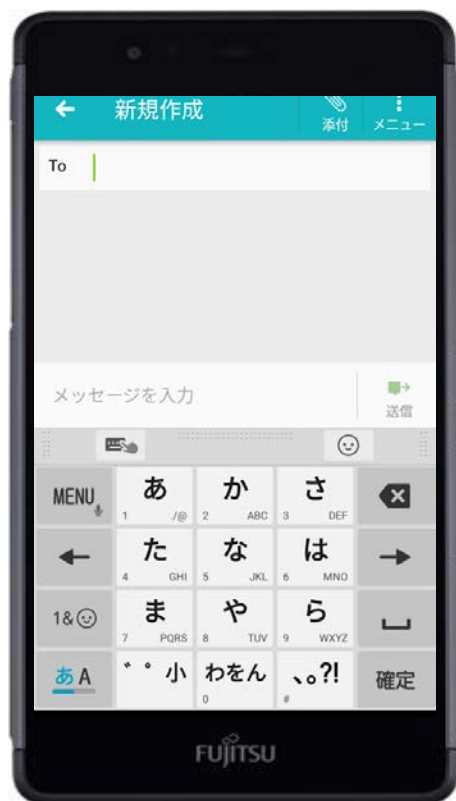 新規作成
添付 メニュー
To
メッセージを入力
送信
MENU あ か さ
1 ./@ 2 ABC 3 DEF
た な は
4 GHI 5 JKL 6 MNO
1& ま や ら
7 PQRS 8 TUV 9 WXYZ
あA ゛゜小 わをん 、。?! 確定
0 #
FUJITSU